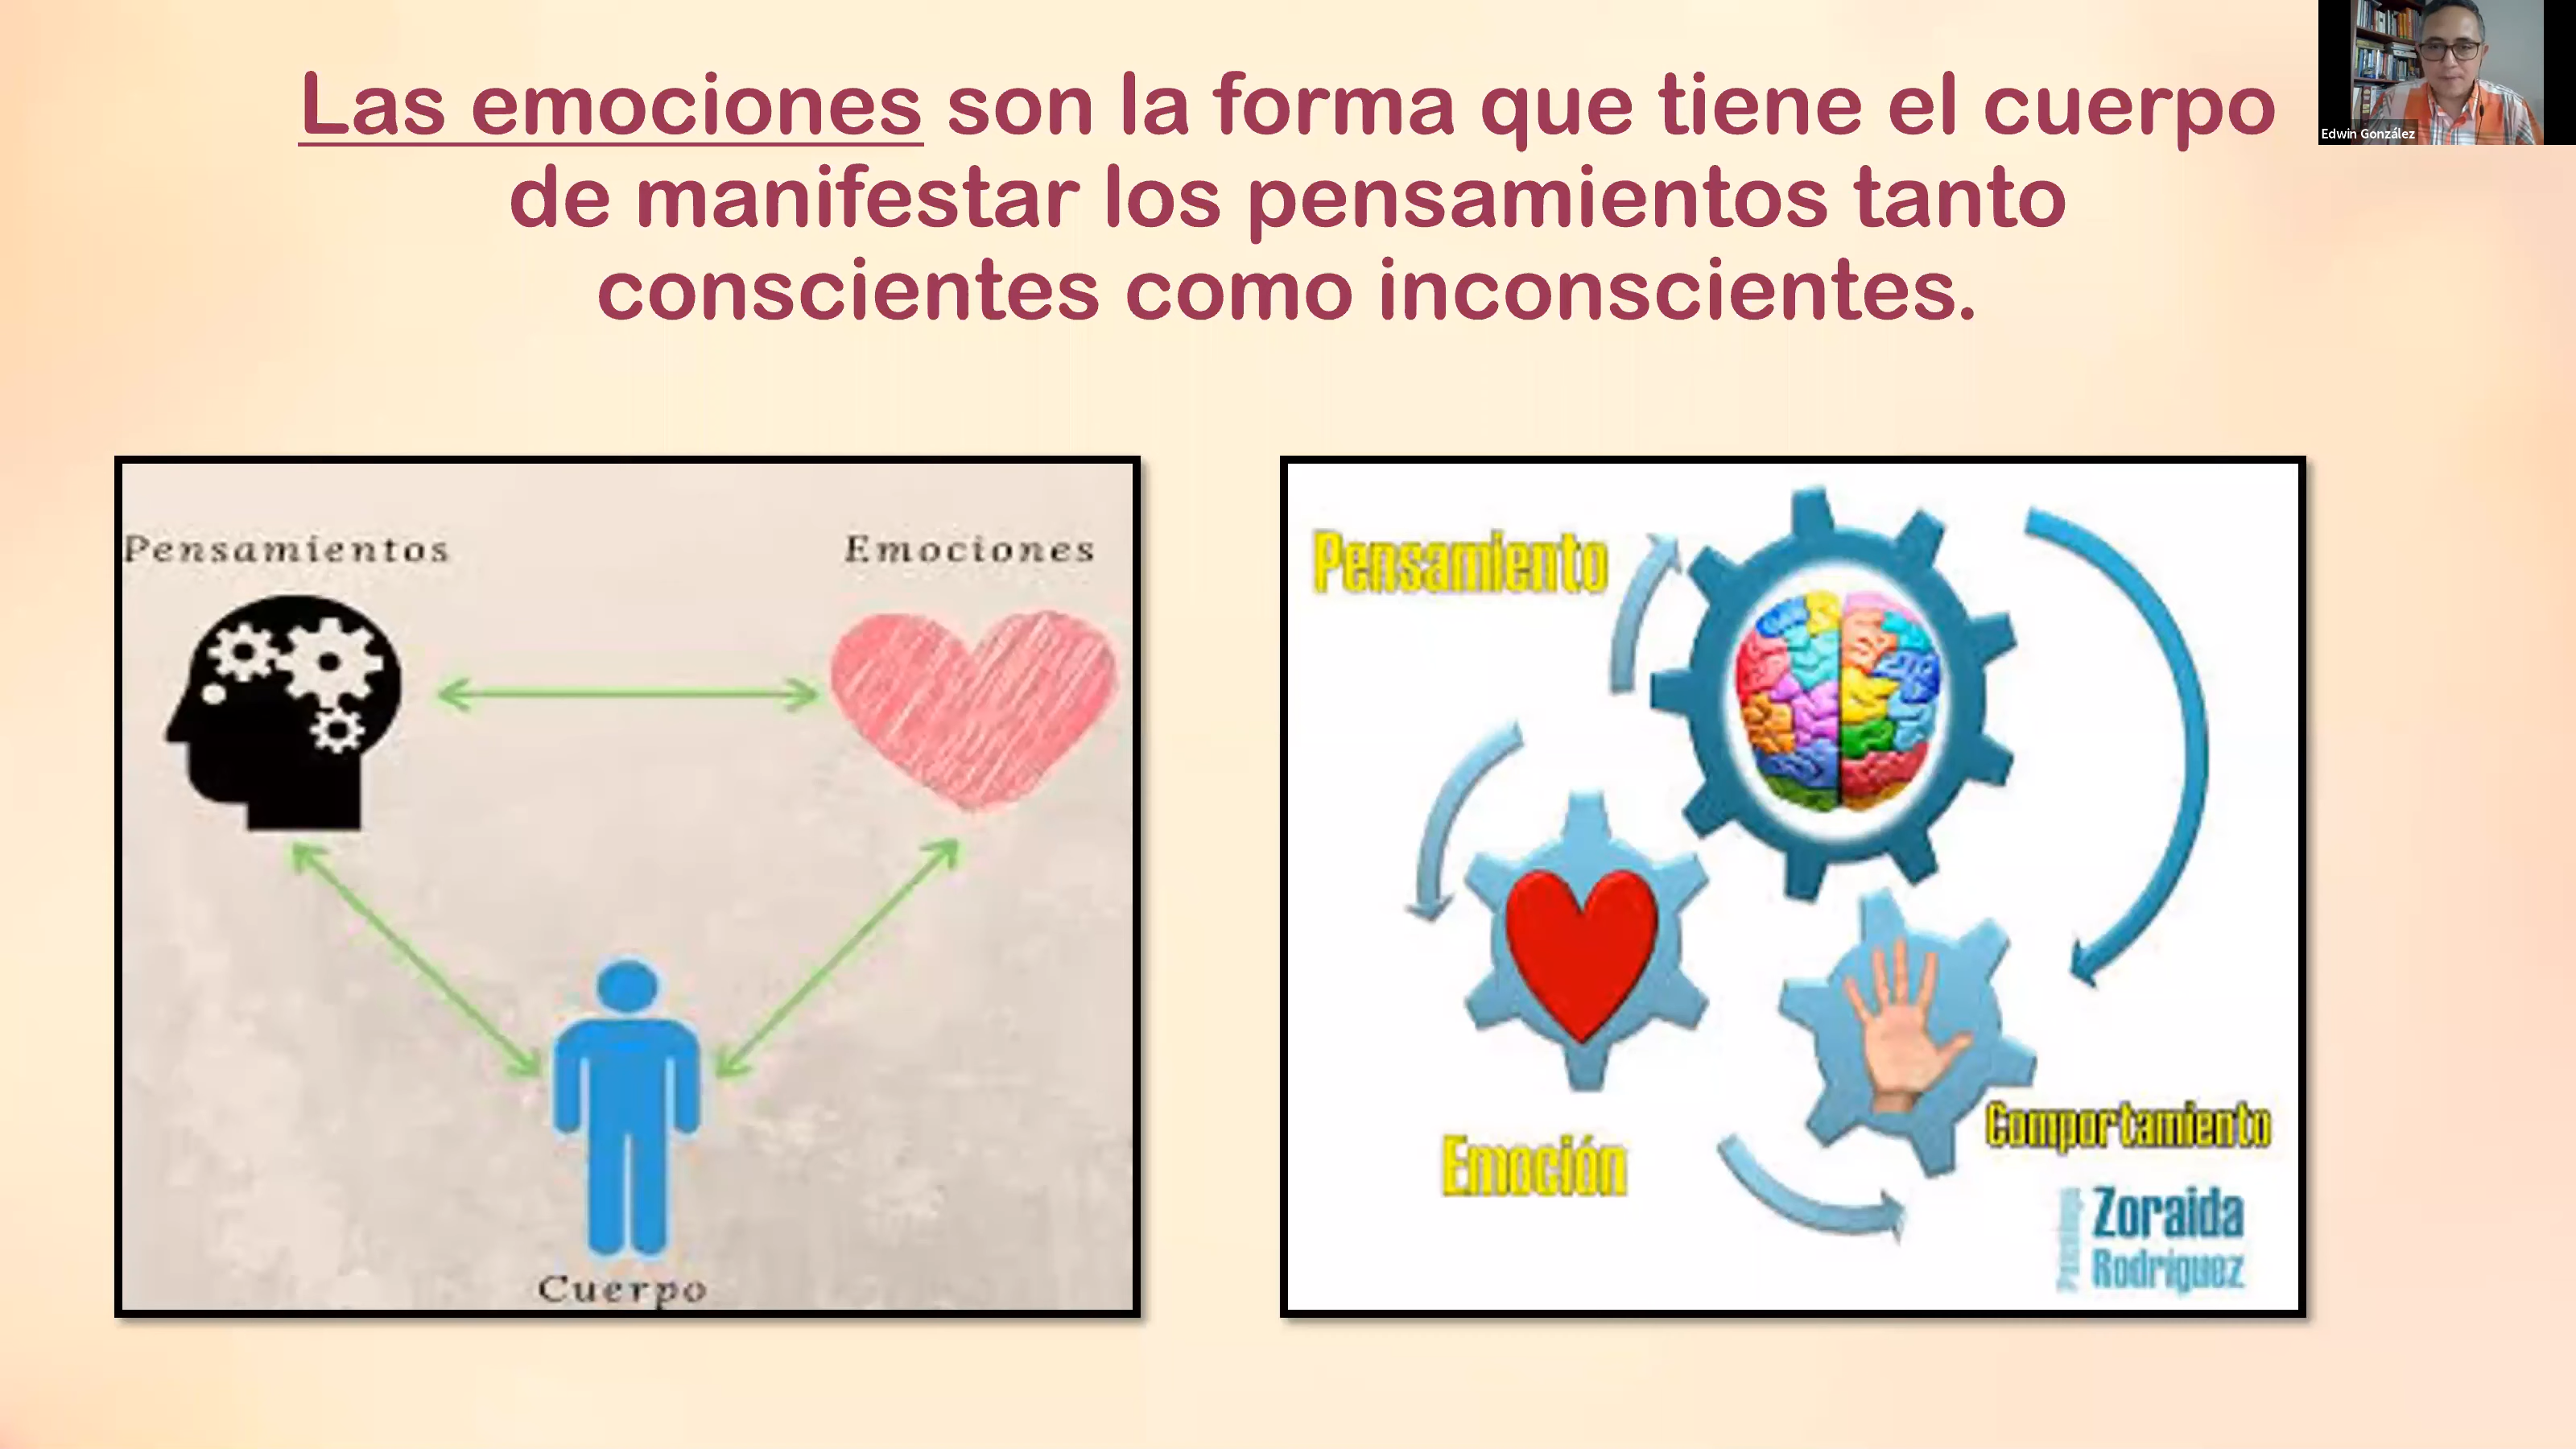 Las emociones son la forma que tiene el cuerpo
de manifestar los pensamientos tanto
conscientes como inconscientes.
Edwin González
Pensamientos
Emociones
Cuerpo
Pensamiento
Emoción
Comportamiento
Zoraida
Rodríguez